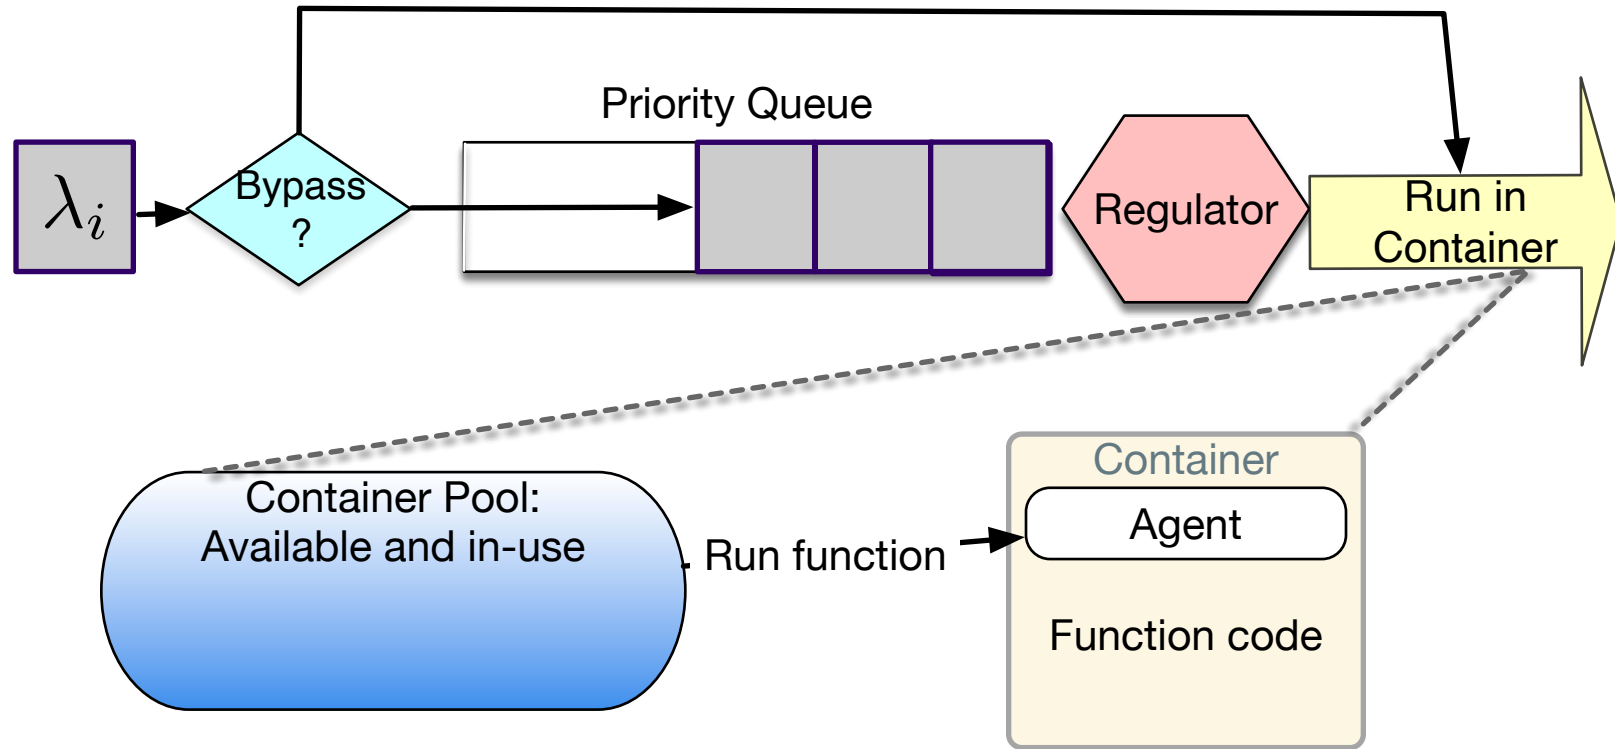 Priority Queue
λi
Bypass
?
Regulator
Run in
Container
Container Pool:
Available and in-use
Run function
Container
Agent
Function code